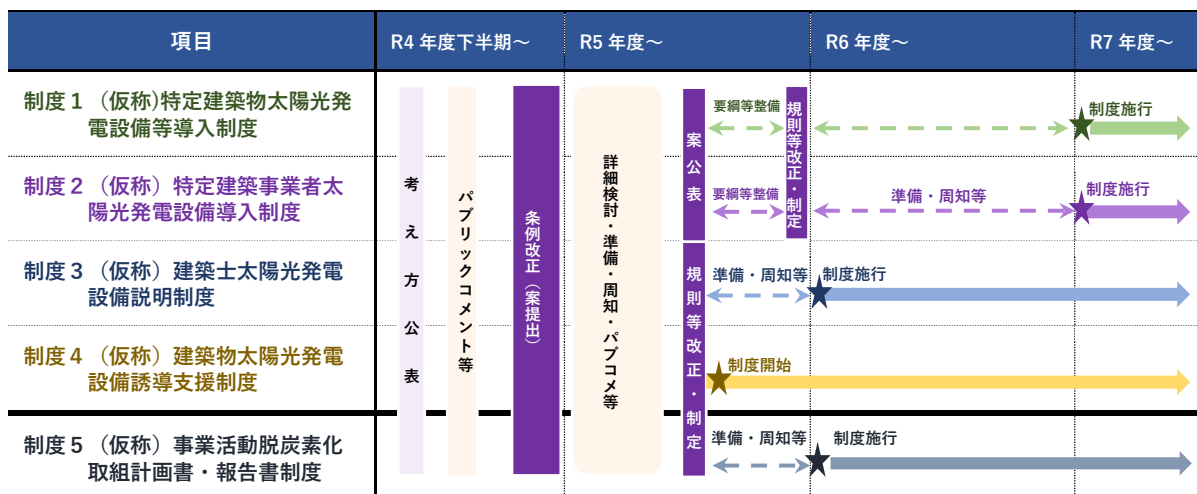 項目
R4 年度下半期～
R5 年度～
R6 年度～
R7 年度～
制度１（仮称)特定建築物太陽光発
電設備等導入制度
制度２（仮称）特定建築事業者太
陽光発電設備導入制度
制度３（仮称）建築士太陽光発電
設備説明制度
制度４（仮称）建築物太陽光発電
設備誘導支援制度
制度５（仮称）事業活動脱炭素化
取組計画書・報告書制度
考え方公表
パブリックコメント等
条例改正（案提出）
詳細検討・準備・周知・パブコメ等
案公表
規則等改正・制定
要綱等整備
規則等改正・制定
制度施行
要綱等整備
準備・周知等
制度施行
準備・周知等
制度施行
制度開始
準備・周知等
制度施行